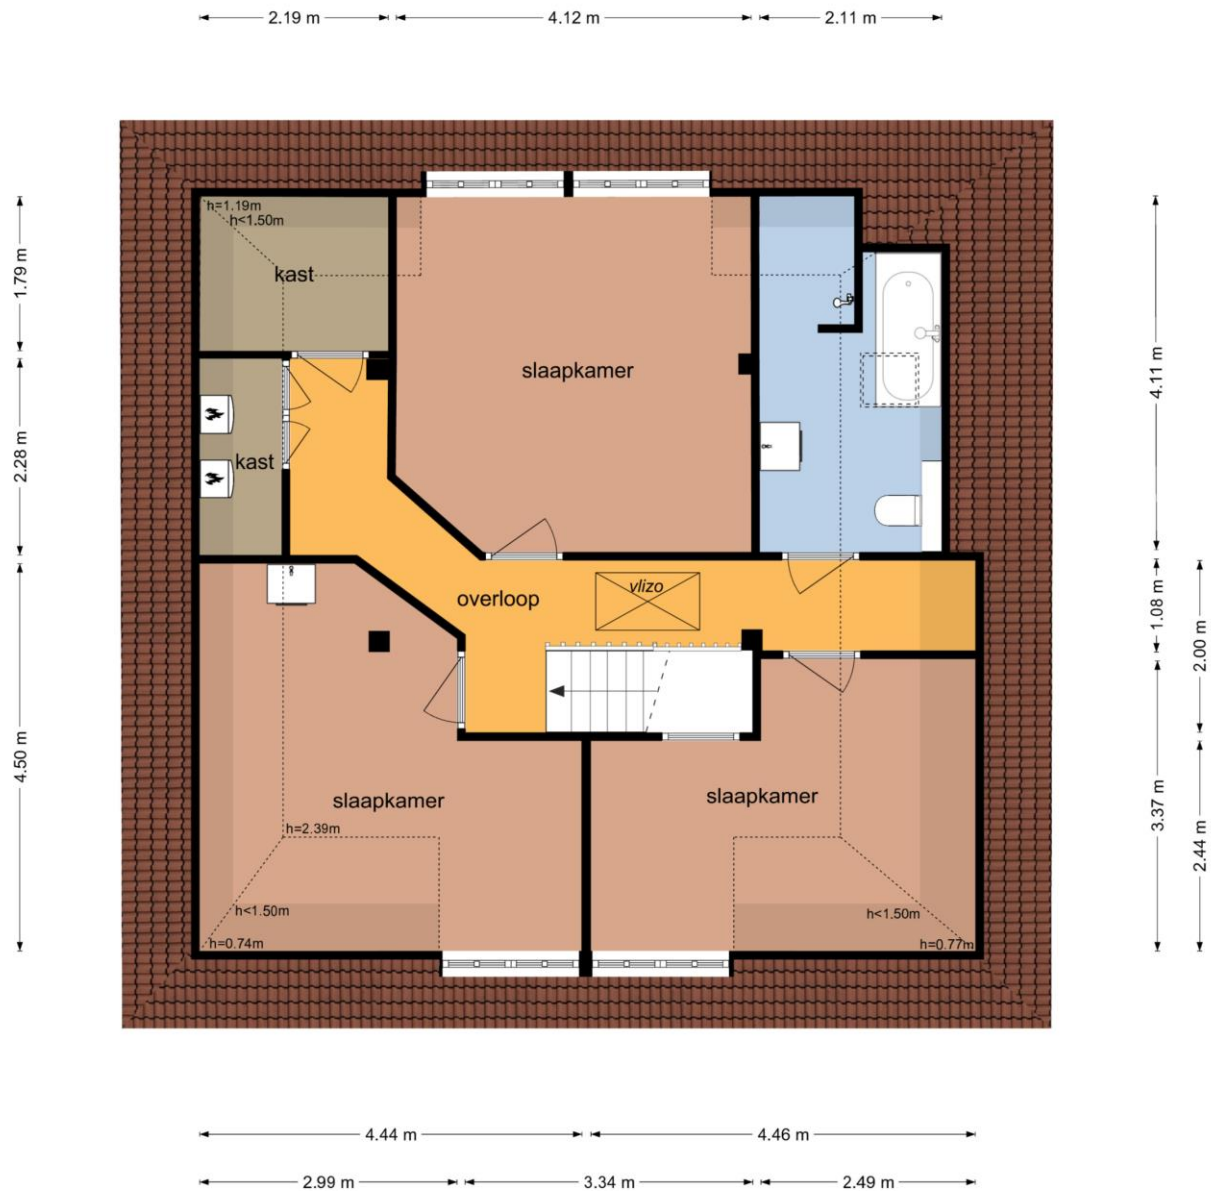 2.19 m
4.12 m
2.11 m
h=1.19m
h<1.50m
kast
1.79 m
slaapkamer
4.11 m
2.28 m
kast
vlizo
overloop
1.08 m
2.00 m
4.50 m
slaapkamer
slaapkamer
3.37 m
h=2.39m
2.44 m
h<1.50m
h<1.50m
h=0.74m
h=0.77m
4.44 m
4.46 m
2.99 m
3.34 m
2.49 m